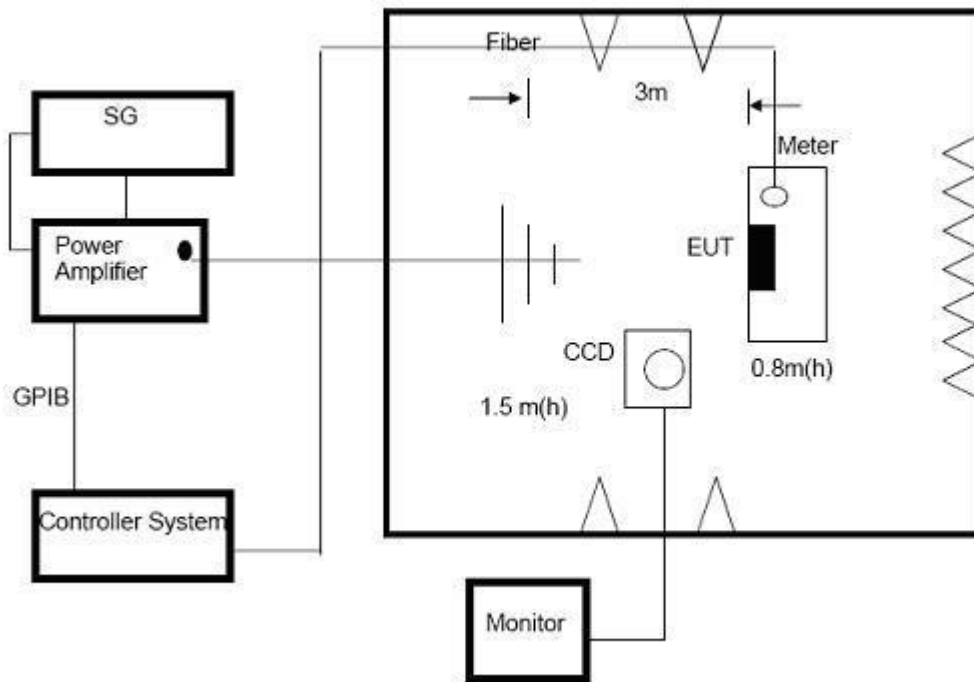 Fiber
3m
SG
Meter
Power
Amplifier
EUT
CCD
0.8m(h)
GPIB
1.5 m(h)
Controller System
Monitor